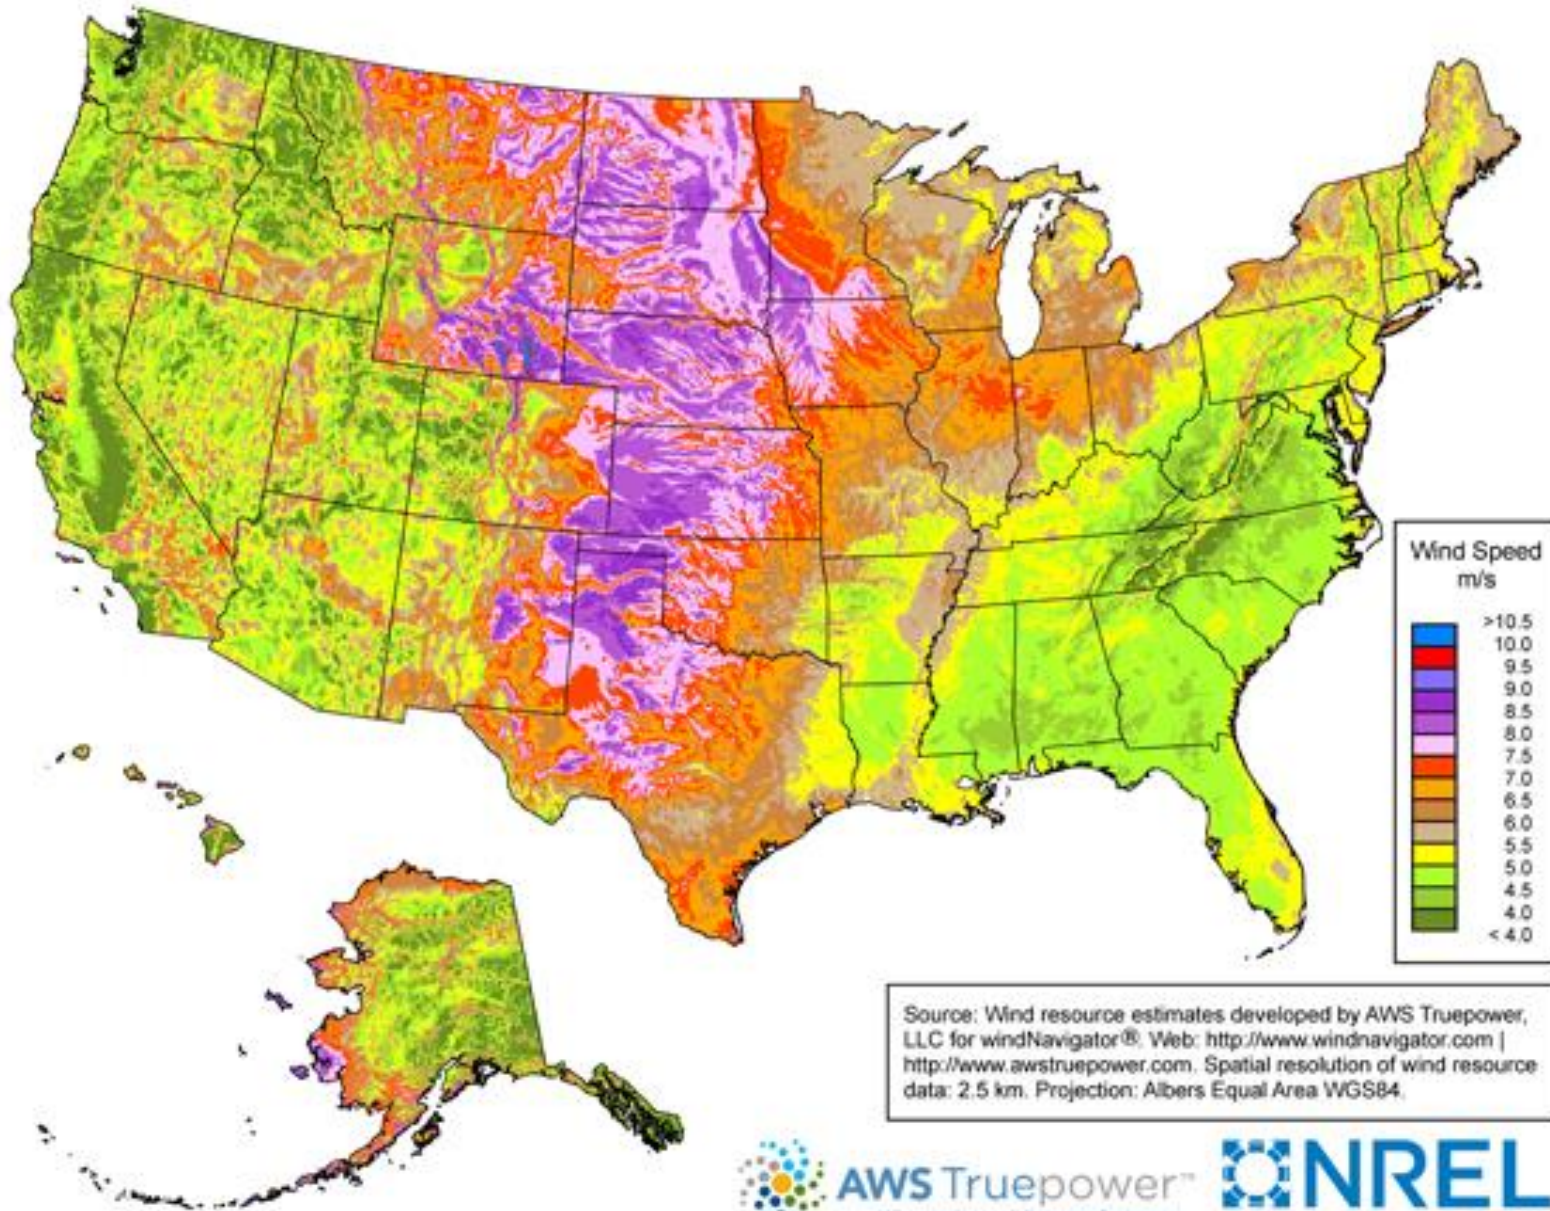 Wind Speed
m/s
>10.5
10.0
9.5
9.0
8.5
8.0
7.5
7.0
6.5
6.0
5.5
5.0
4.5
4.0
< 4.0
Source: Wind resource estimates developed by AWS Truepower,
LLC for windNavigator®. Web: http://www.windnavigator.com |
http://www.awstruepower.com. Spatial resolution of wind resource
data: 2.5 km. Projection: Albers Equal Area WGS84.
AWS Truepower™
NREL